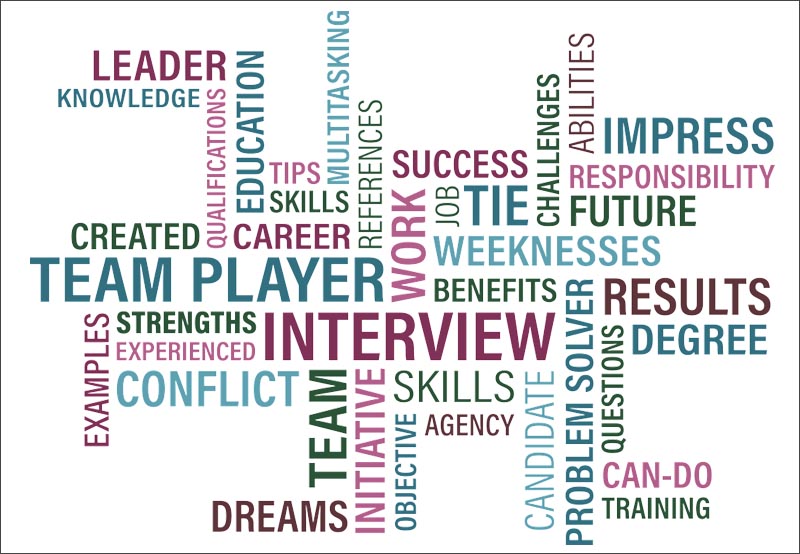 LEADER
KNOWLEDGE
QUALIFICATIONS
EDUCATION
MULTITASKING
TIPS
SKILLS
REFERENCES
SUCCESS
CHALLENGES
ABILITIES
IMPRESS
RESPONSIBILITY
FUTURE
CREATED
CAREER
WORK
JOB
TIE
WEEKNESSES
TEAM PLAYER
BENEFITS
RESULTS
EXAMPLES
STRENGTHS
EXPERIENCED
INTERVIEW
PROBLEM SOLVER
QUESTIONS
DEGREE
CONFLICT
TEAM
INITIATIVE
SKILLS
OBJECTIVE
AGENCY
CANDIDATE
CAN-DO
DREAMS
TRAINING